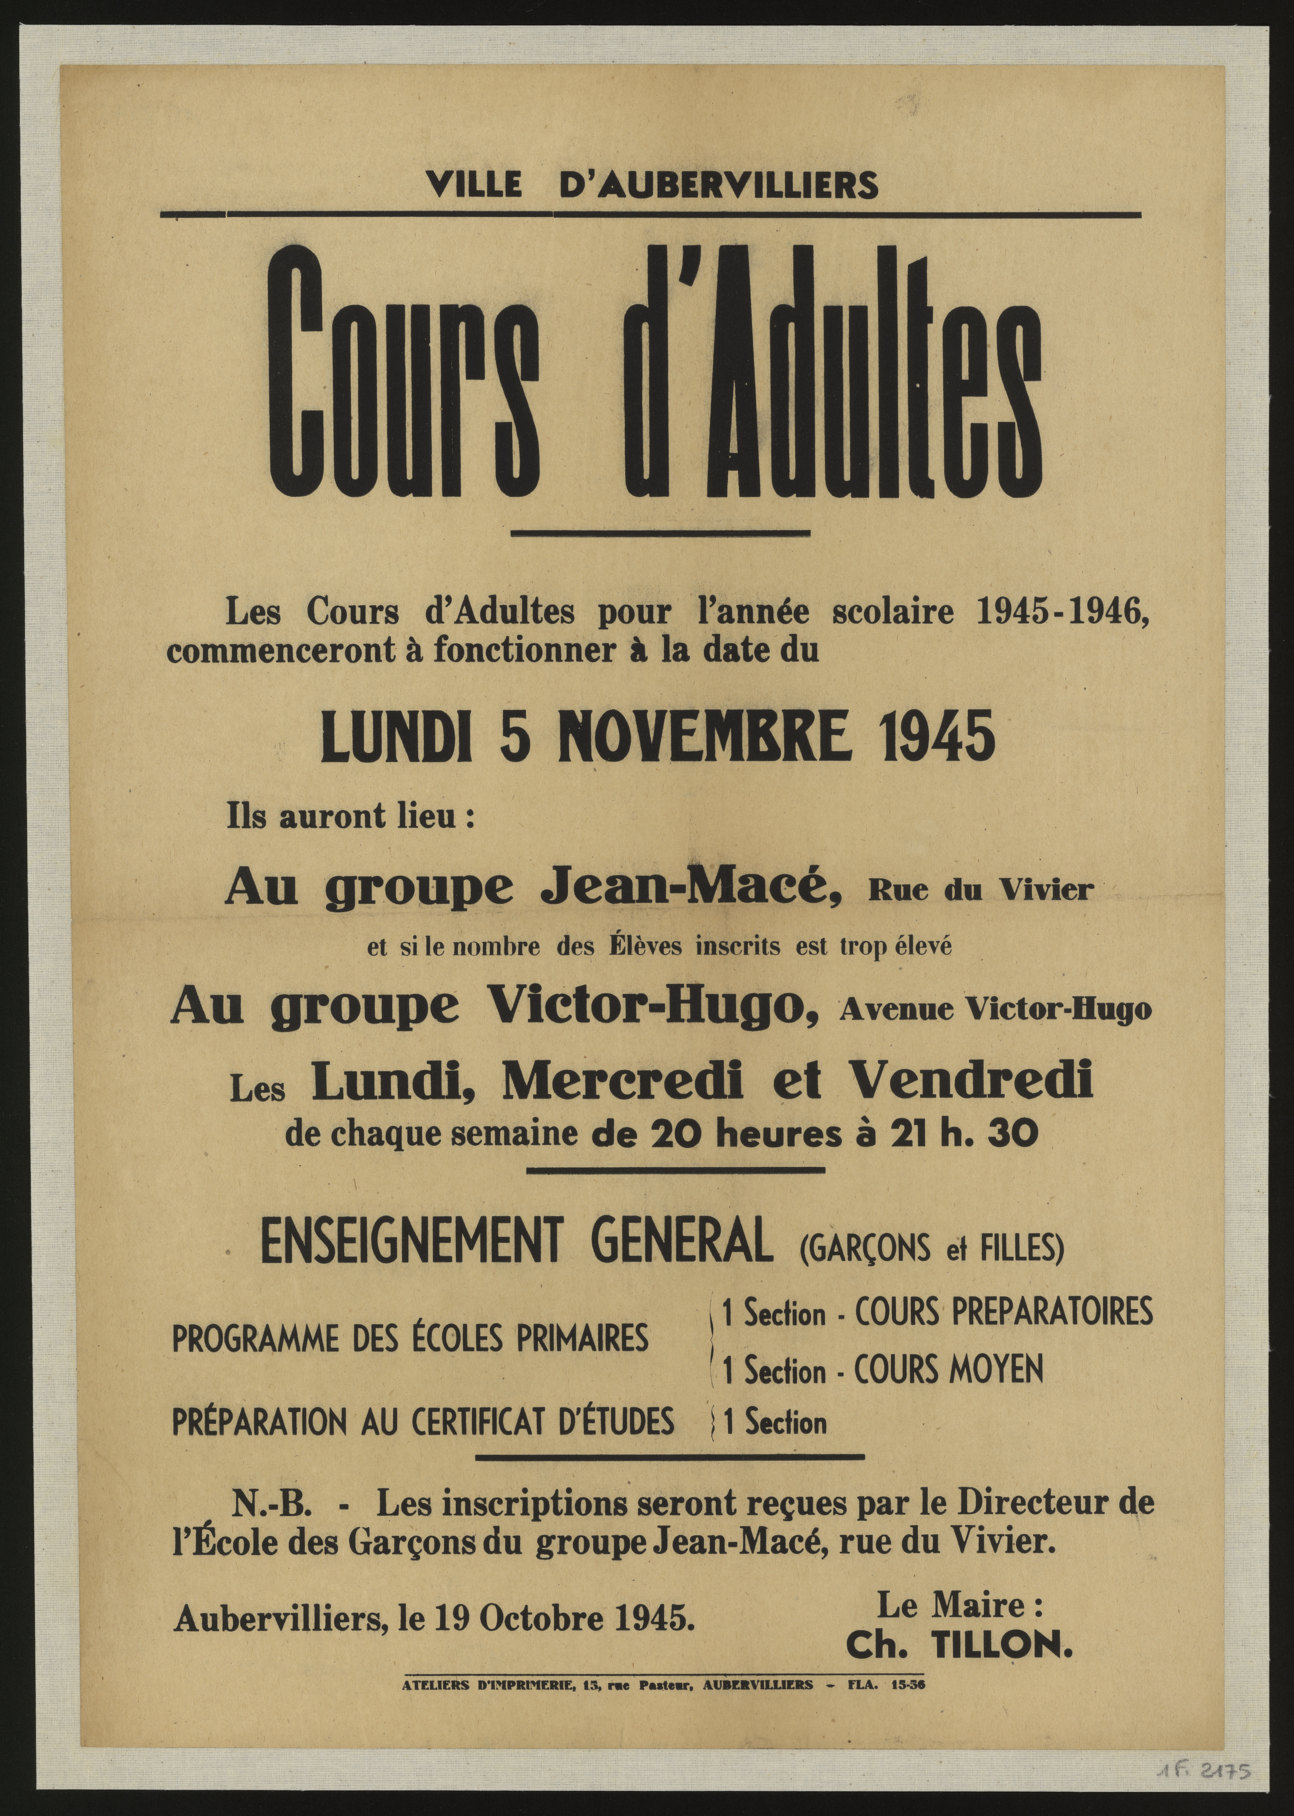 VILLE D'AUBERVILLIERS
Cours d'Adultes
Les Cours d'Adultes pour l'année scolaire 1945-1946,
commenceront à fonctionner à la date du
LUNDI 5 NOVEMBRE 1945
Ils auront lieu :
Au groupe Jean-Macé, Rue du Vivier
et si le nombre des Élèves inscrits est trop élevé
Au groupe Victor-Hugo, Avenue Victor-Hugo
Les Lundi, Mercredi et Vendredi
de chaque semaine de 20 heures à 21 h. 30
ENSEIGNEMENT GENERAL (GARÇONS et FILLES)
PROGRAMME DES ÉCOLES PRIMAIRES
1 Section - COURS PREPARATOIRES
1 Section - COURS MOYEN
PRÉPARATION AU CERTIFICAT D'ÉTUDES } 1 Section
N.-B. - Les inscriptions seront reçues par le Directeur de
l'École des Garçons du groupe Jean-Macé, rue du Vivier.
Aubervilliers, le 19 Octobre 1945.
Le Maire :
Ch. TILLON.
ATELIERS D'IMPRIMERIE, 13, rue Pasteur, AUBERVILLIERS - FLA. 15-36
1 Fi 2175